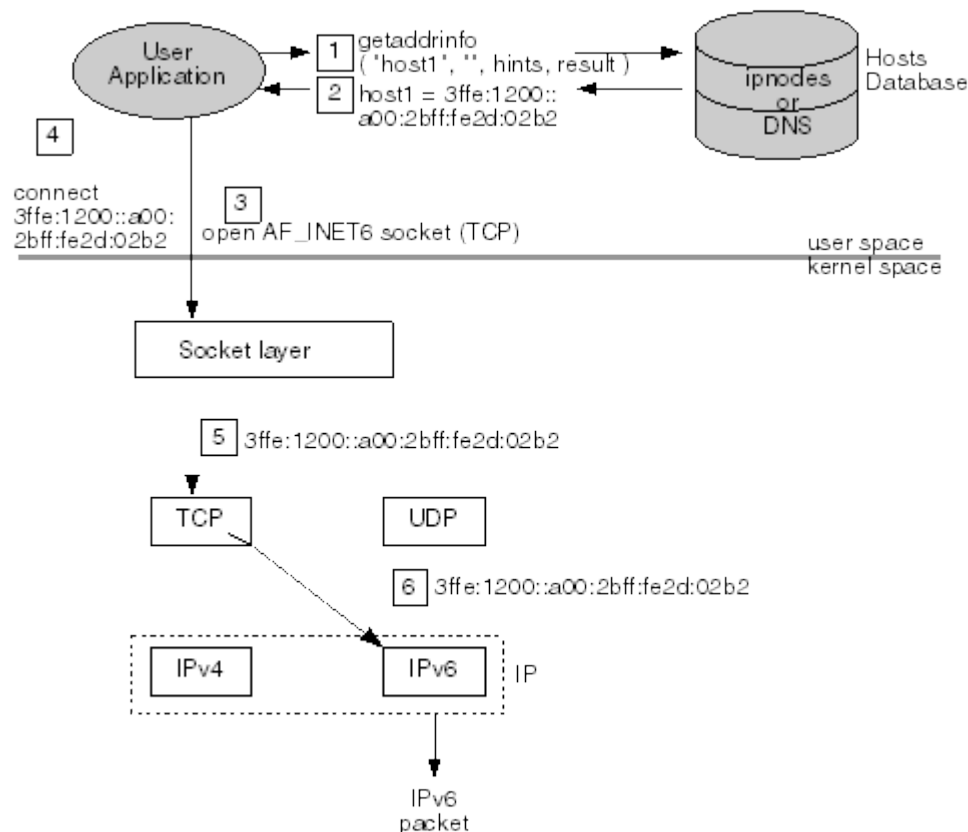 User
Application
1
getaddrinfo
( "host1", "", hints, result )
2
host1 = 3ffe:1200::
a00:2bff:fe2d:02b2
ipnodes
or
DNS
Hosts
Database
4
connect
3ffe:1200::a00:
2bff:fe2d:02b2
3
open AF_INET6 socket (TCP)
user space
kernel space
Socket layer
5
3ffe:1200::a00:2bff:fe2d:02b2
TCP
UDP
6
3ffe:1200::a00:2bff:fe2d:02b2
IPv4
IPv6
IP
IPv6
packet